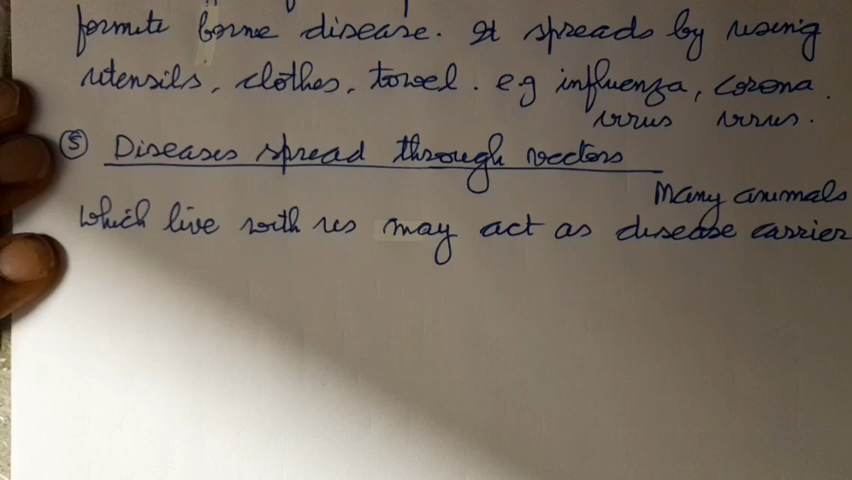 formite borne disease. It spreads by using
utensils, clothes, towel. e.g influenza, corona
virus virus.
(5) Diseases spread through vectors
Many animals
which live with us may act as disease carrier